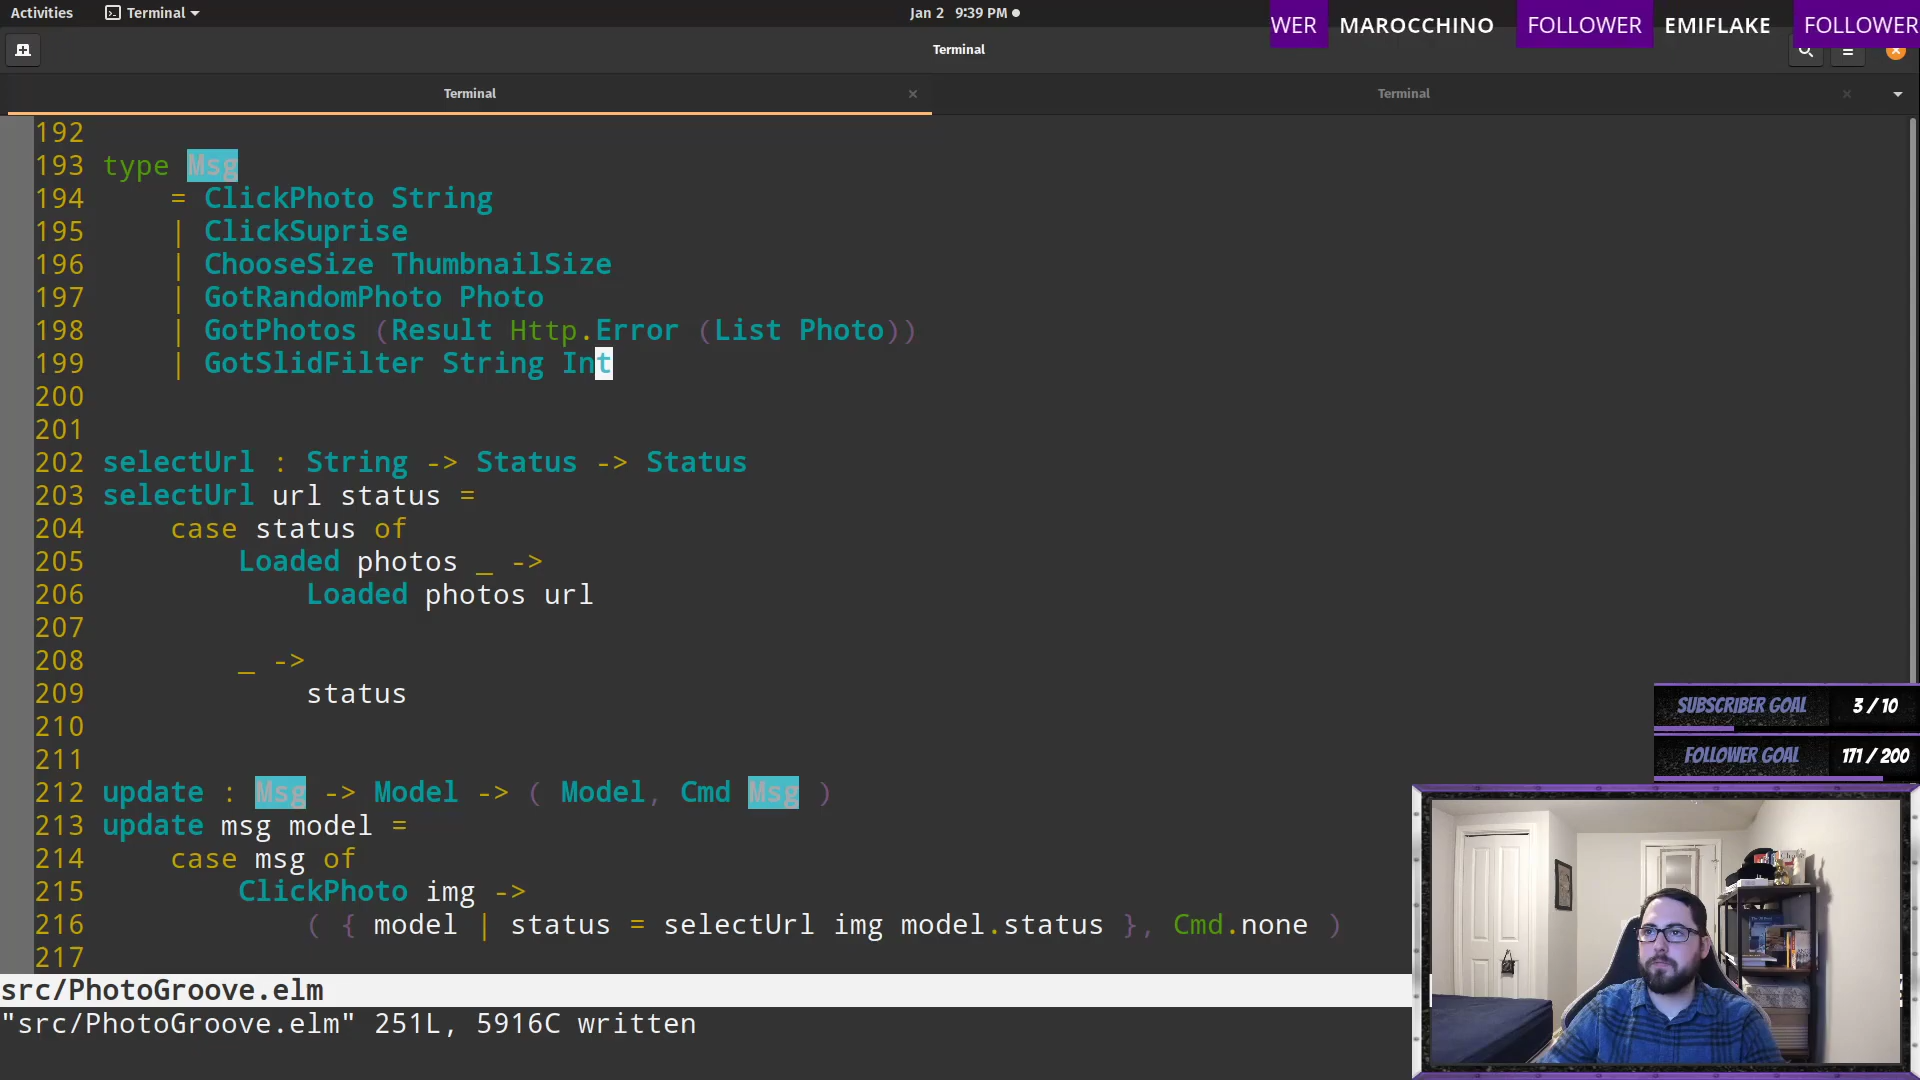 Activities
Terminal
Jan 2 9:39 PM
WER MAROCCHINO FOLLOWER EMIFLAKE FOLLOWER
Terminal
Terminal
Terminal
192
193 type Msg
194 = ClickPhoto String
195 | ClickSuprise
196 | ChooseSize ThumbnailSize
197 | GotRandomPhoto Photo
198 | GotPhotos (Result Http.Error (List Photo))
199 | GotSlidFilter String Int
200
201
202 selectUrl : String -> Status -> Status
203 selectUrl url status =
204 case status of
205 Loaded photos _ ->
206 Loaded photos url
207
208 _ ->
209 status
210
211
212 update : Msg -> Model -> ( Model, Cmd Msg )
213 update msg model =
214 case msg of
215 ClickPhoto img ->
216 ( { model | status = selectUrl img model.status }, Cmd.none )
217
src/PhotoGroove.elm
"src/PhotoGroove.elm" 251L, 5916C written
SUBSCRIBER GOAL 3 / 10
FOLLOWER GOAL 171 / 200